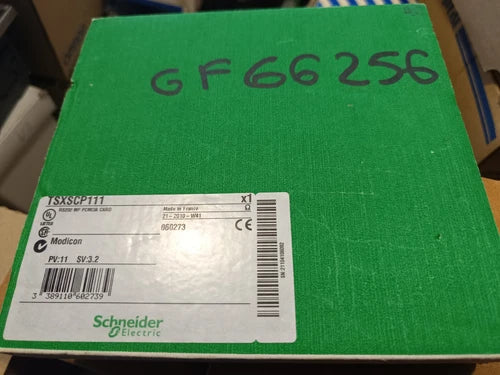 GF66256
TSXSCP111
x1
RS232 MP PCMCIA CARD
Made in France
21-2010-W41
Modicon
060273
CE
PV:11 SV:3.2
3 389110 602739
Schneider
Electric